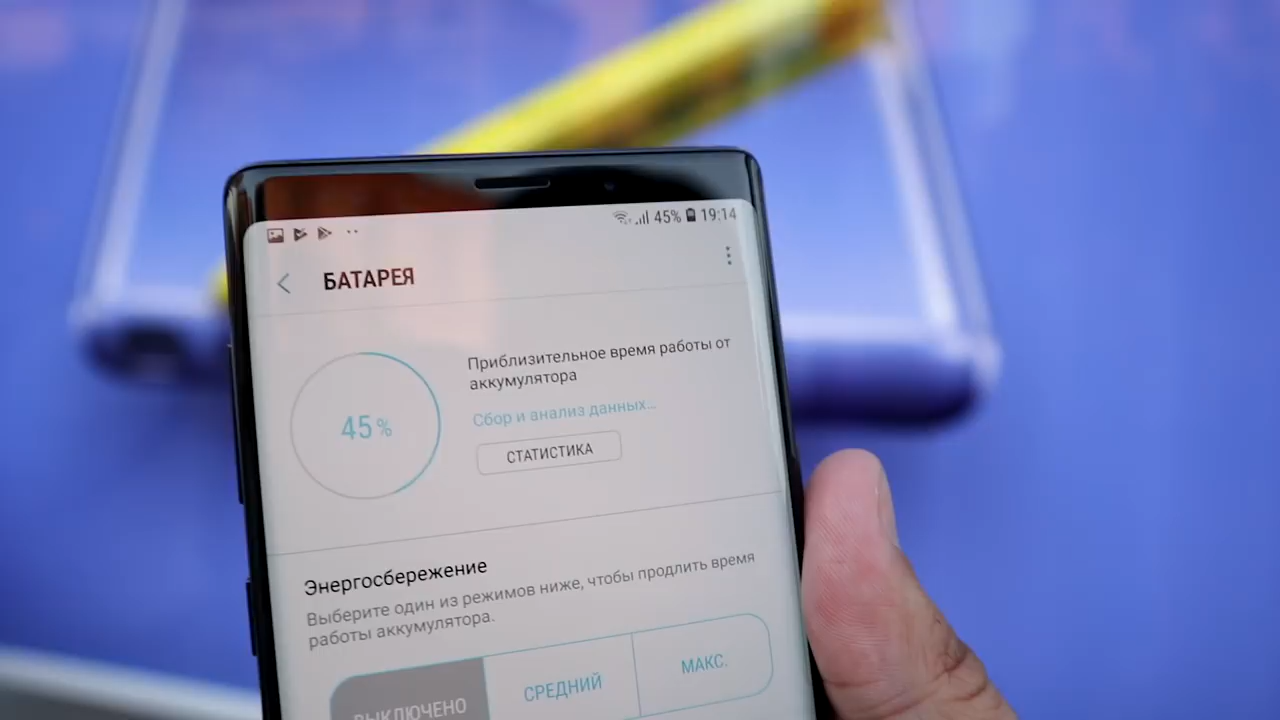 45% 19:14
БАТАРЕЯ
45 %
Приблизительное время работы от
аккумулятора
Сбор и анализ данных...
СТАТИСТИКА
Энергосбережение
Выберите один из режимов ниже, чтобы продлить время
работы аккумулятора.
ВЫКЛЮЧЕНО СРЕДНИЙ МАКС.